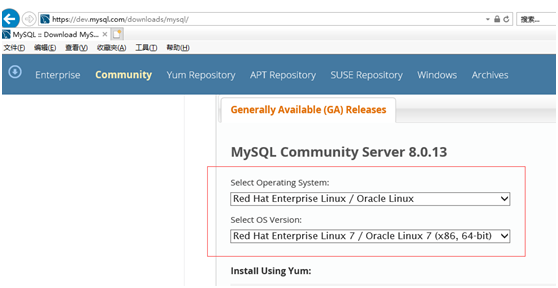 https://dev.mysql.com/downloads/mysql/
搜索...
MySQL :: Download MyS...
文件(F) 编辑(E) 查看(V) 收藏夹(A) 工具(T) 帮助(H)
Enterprise Community Yum Repository APT Repository SUSE Repository Windows Archives
Generally Available (GA) Releases
MySQL Community Server 8.0.13
Select Operating System:
Red Hat Enterprise Linux / Oracle Linux
Select OS Version:
Red Hat Enterprise Linux 7 / Oracle Linux 7 (x86, 64-bit)
Install Using Yum: